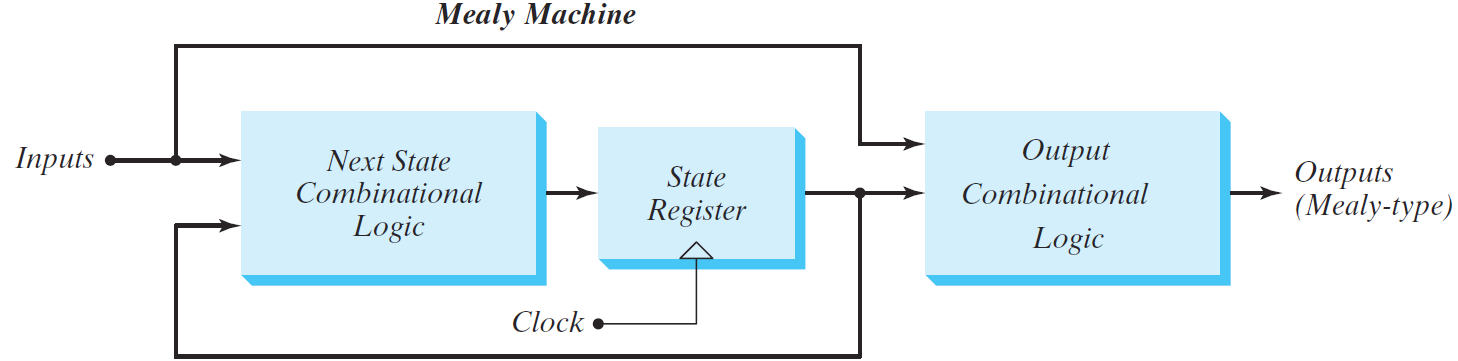 Mealy Machine
Inputs
Next State
Combinational
Logic
State
Register
Clock
Output
Combinational
Logic
Outputs
(Mealy-type)